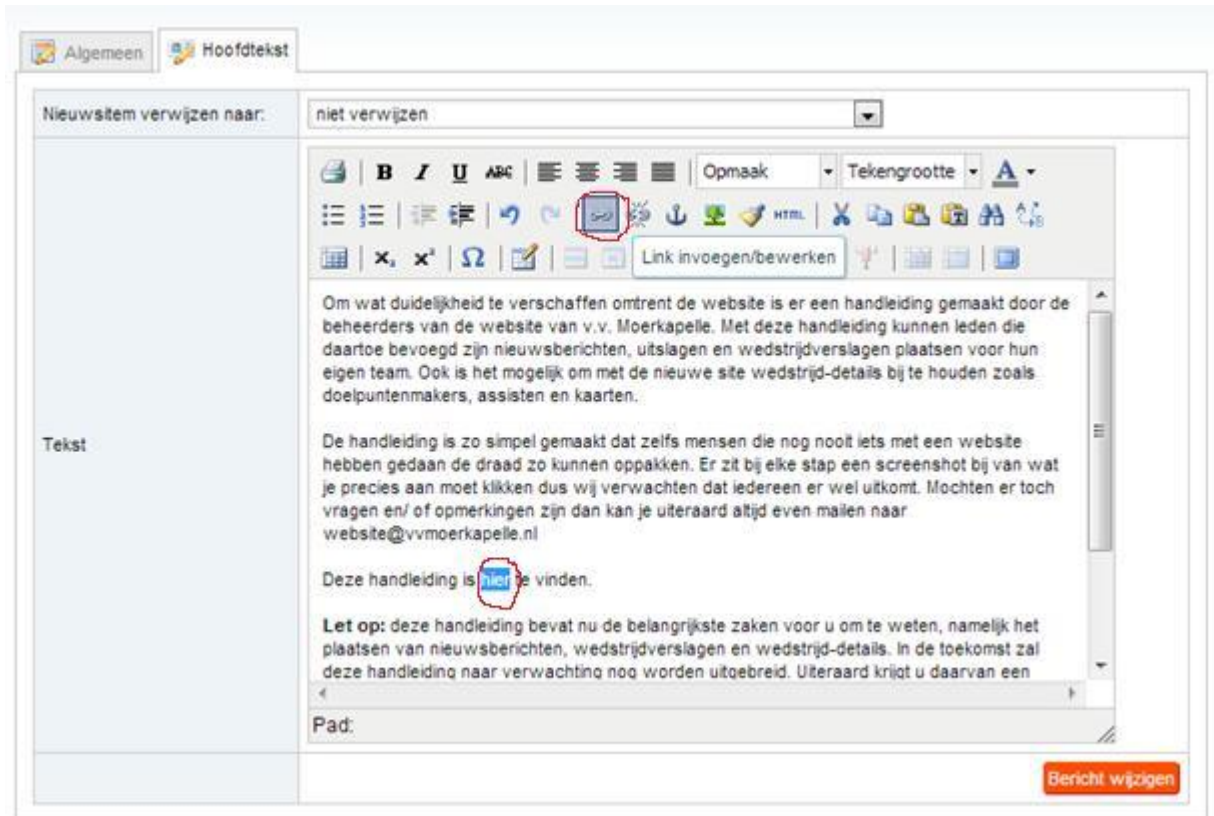 Algemeen
Hoofdtekst
Nieuwsitem verwijzen naar:
niet verwijzen
B I U ABC Opmaak Tekengrootte A
HTML
x₂ x² Ω Link invoegen/bewerken
Om wat duidelijkheid te verschaffen omtrent de website is er een handleiding gemaakt door de
beheerders van de website van v.v. Moerkapelle. Met deze handleiding kunnen leden die
daartoe bevoegd zijn nieuwsberichten, uitslagen en wedstrijdverslagen plaatsen voor hun
eigen team. Ook is het mogelijk om met de nieuwe site wedstrijd-details bij te houden zoals
doelpuntenmakers, assisten en kaarten.
Tekst
De handleiding is zo simpel gemaakt dat zelfs mensen die nog nooit iets met een website
hebben gedaan de draad zo kunnen oppakken. Er zit bij elke stap een screenshot bij van wat
je precies aan moet klikken dus wij verwachten dat iedereen er wel uitkomt. Mochten er toch
vragen en/ of opmerkingen zijn dan kan je uiteraard altijd even mailen naar
website@vvmoerkapelle.nl
Deze handleiding is hier te vinden.
Let op: deze handleiding bevat nu de belangrijkste zaken voor u om te weten, namelijk het
plaatsen van nieuwsberichten, wedstrijdverslagen en wedstrijd-details. In de toekomst zal
deze handleiding naar verwachting nog worden uitgebreid. Uiteraard krijgt u daarvan een
Pad:
Bericht wijzigen